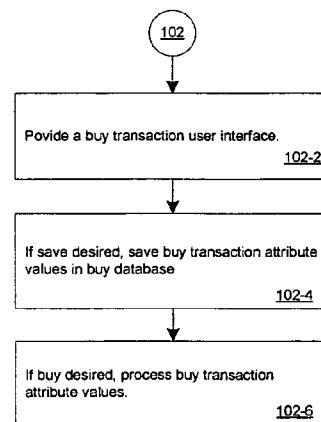 102
Povide a buy transaction user interface.
102-2
If save desired, save buy transaction attribute
values in buy database
102-4
If buy desired, process buy transaction
attribute values.
102-6